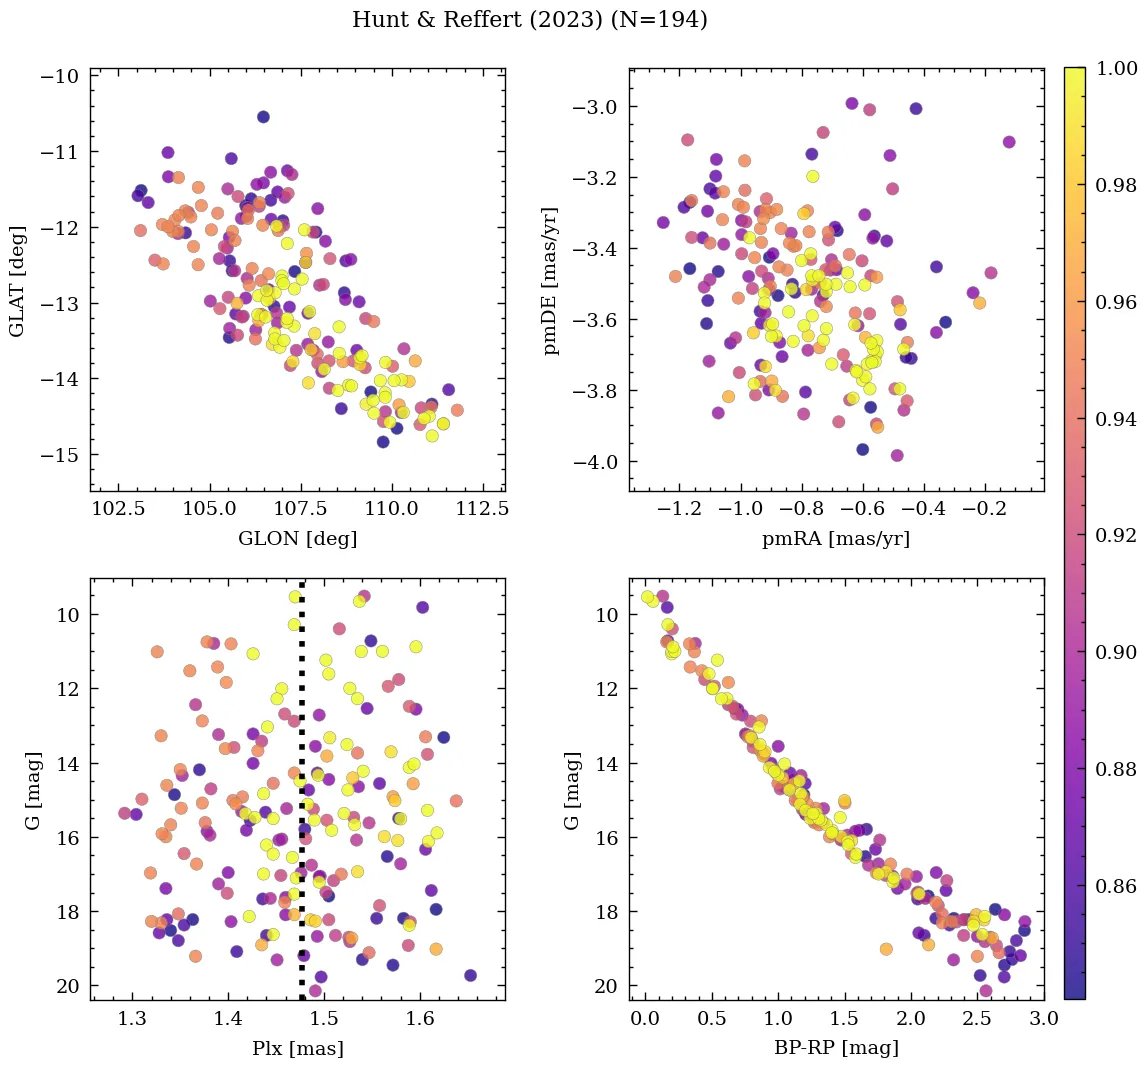 Hunt & Reffert (2023) (N=194)
−10
−11
−12
−13
−14
−15
GLAT [deg]
102.5 105.0 107.5 110.0 112.5
GLON [deg]
−3.0
−3.2
−3.4
−3.6
−3.8
−4.0
pmDE [mas/yr]
−1.2 −1.0 −0.8 −0.6 −0.4 −0.2
pmRA [mas/yr]
10
12
14
16
18
20
G [mag]
1.3 1.4 1.5 1.6
Plx [mas]
10
12
14
16
18
20
G [mag]
0.0 0.5 1.0 1.5 2.0 2.5 3.0
BP-RP [mag]
1.00
0.98
0.96
0.94
0.92
0.90
0.88
0.86